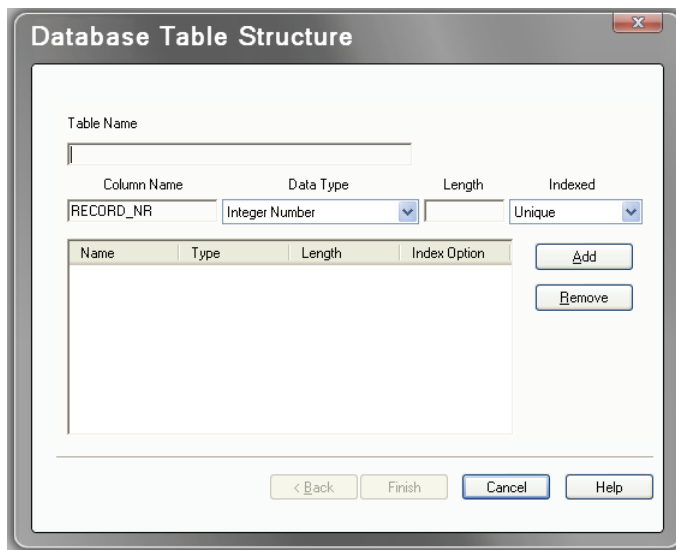 Database Table Structure
Table Name
Column Name Data Type Length Indexed
RECORD_NR Integer Number Unique
Name Type Length Index Option
Add
Remove
< Back Finish Cancel Help